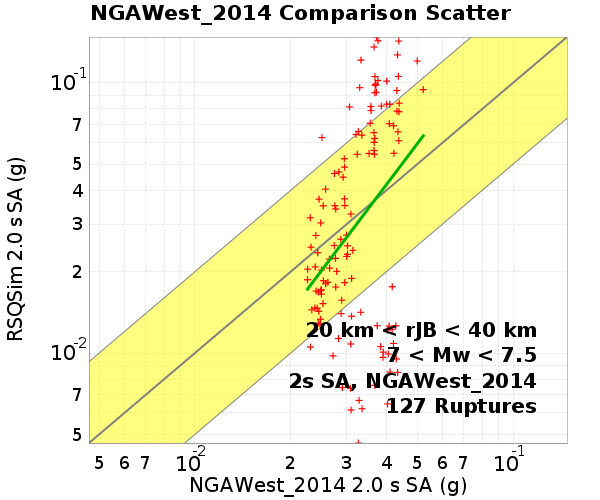 NGAWest_2014 Comparison Scatter
RSQSim 2.0 s SA (g)
10-1
7
5
4
3
2
10-2
7
5
20 km < rJB < 40 km
7 < Mw < 7.5
2s SA, NGAWest_2014
127 Ruptures
5 6 7 10-2 2 3 4 5 6 7 10-1
NGAWest_2014 2.0 s SA (g)